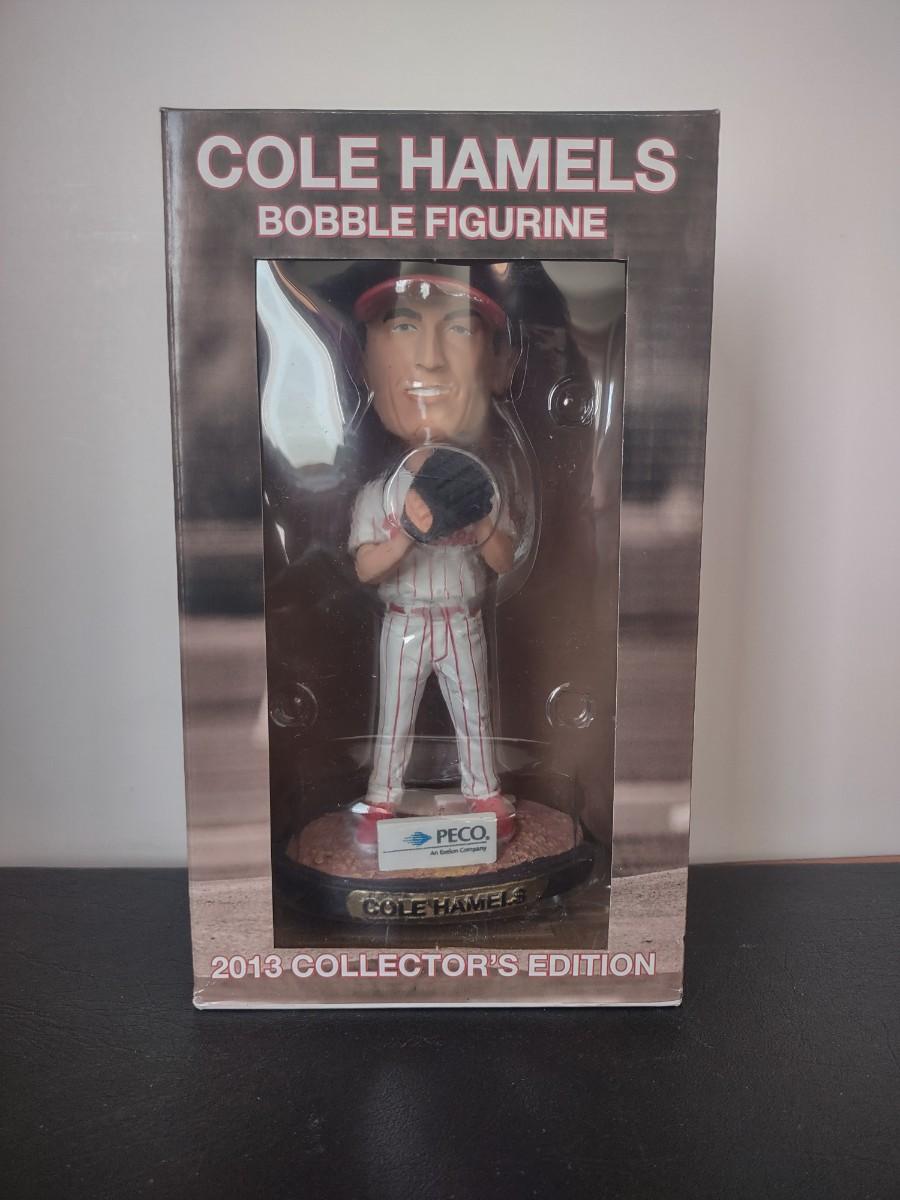 COLE HAMELS
BOBBLE FIGURINE
PECO®
An Exelon Company
COLE HAMELS
2013 COLLECTOR'S EDITION